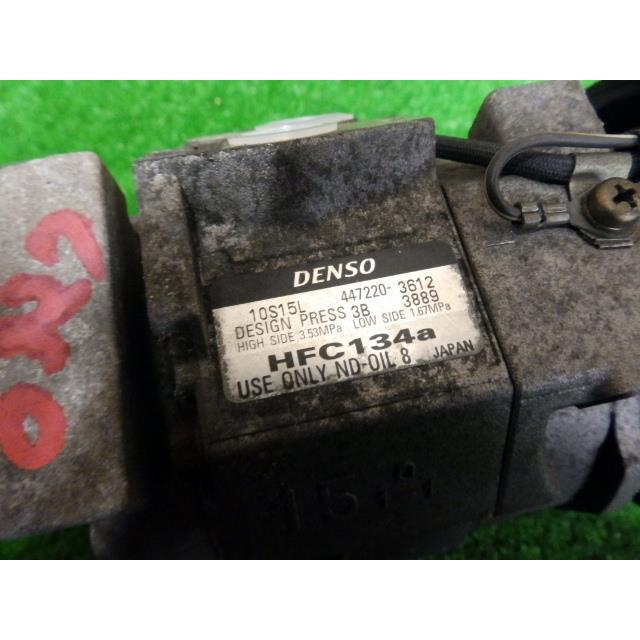 DENSO
10S15L 447220- 3612
DESIGN PRESS 3B 3889
HIGH SIDE 3.53MPa LOW SIDE 1.67MPa
HFC134a
USE ONLY ND-OIL 8 JAPAN